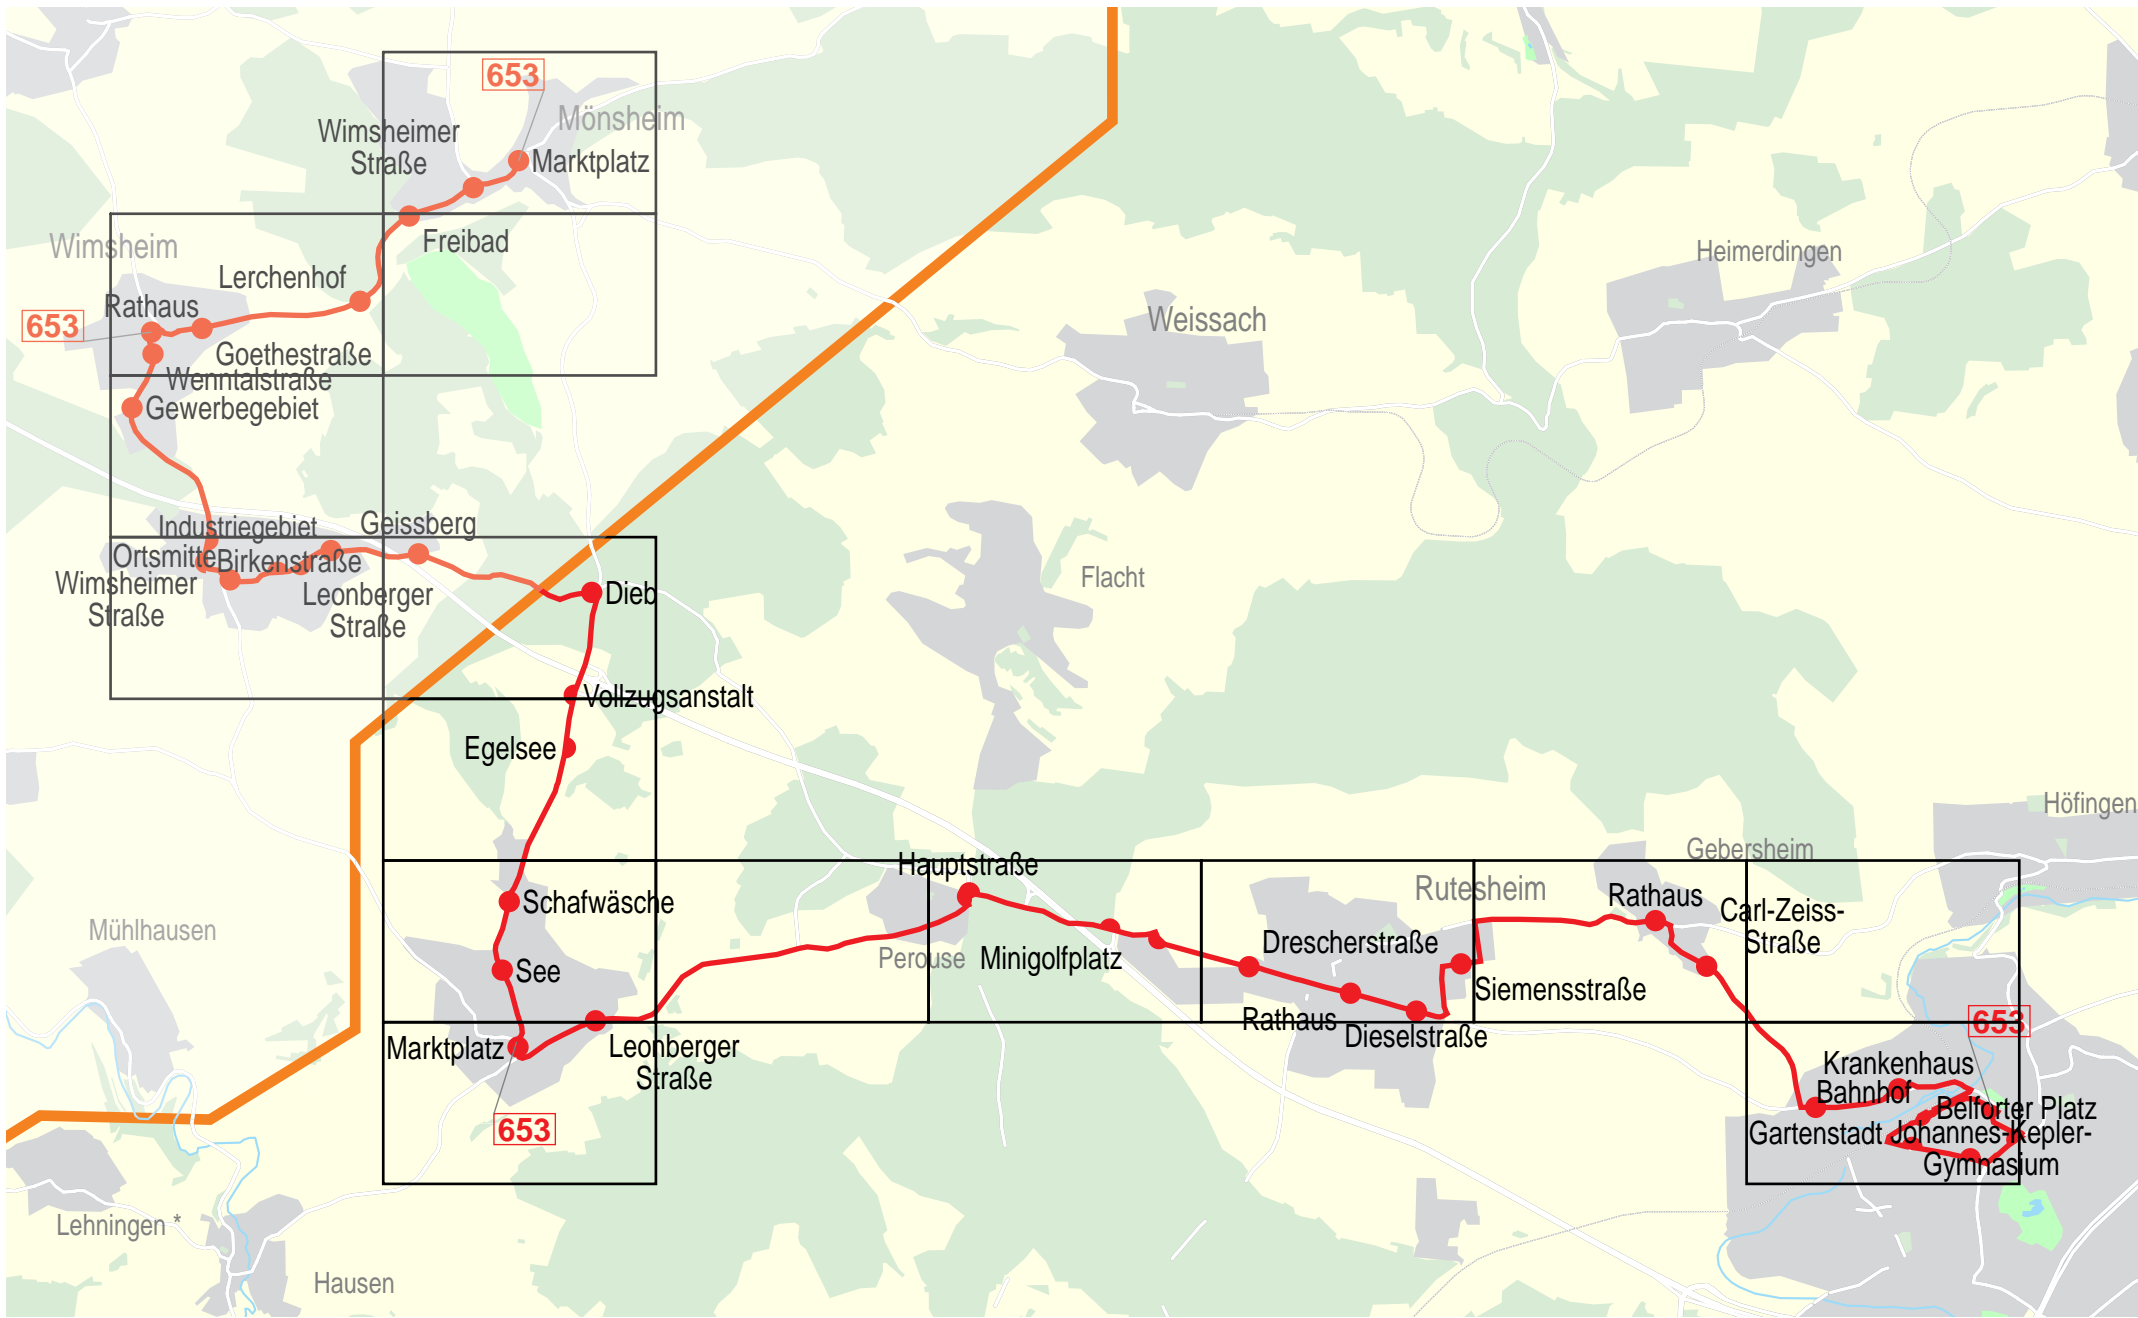 653
Mönsheim
Wimsheimer
Straße
Marktplatz
Freibad
Wimsheim
Lerchenhof
Rathaus
653
Goethestraße
Wenntalstraße
Gewerbegebiet
Heimerdingen
Weissach
Industriegebiet
Geissberg
Ortsmitte
Birkenstraße
Wimsheimer
Straße
Leonberger
Straße
Dieb
Flacht
Vollzugsanstalt
Egelsee
Höfingen
Gebersheim
Hauptstraße
Rutesheim
Rathaus
Schafwäsche
Carl-Zeiss-
Straße
Mühlhausen
Drescherstraße
Perouse
Minigolfplatz
See
Siemensstraße
Rathaus
653
Dieselstraße
Marktplatz
Leonberger
Straße
Krankenhaus
Bahnhof
Belforter Platz
653
Gartenstadt
Johannes-Kepler-
Gymnasium
Lehningen *
Hausen